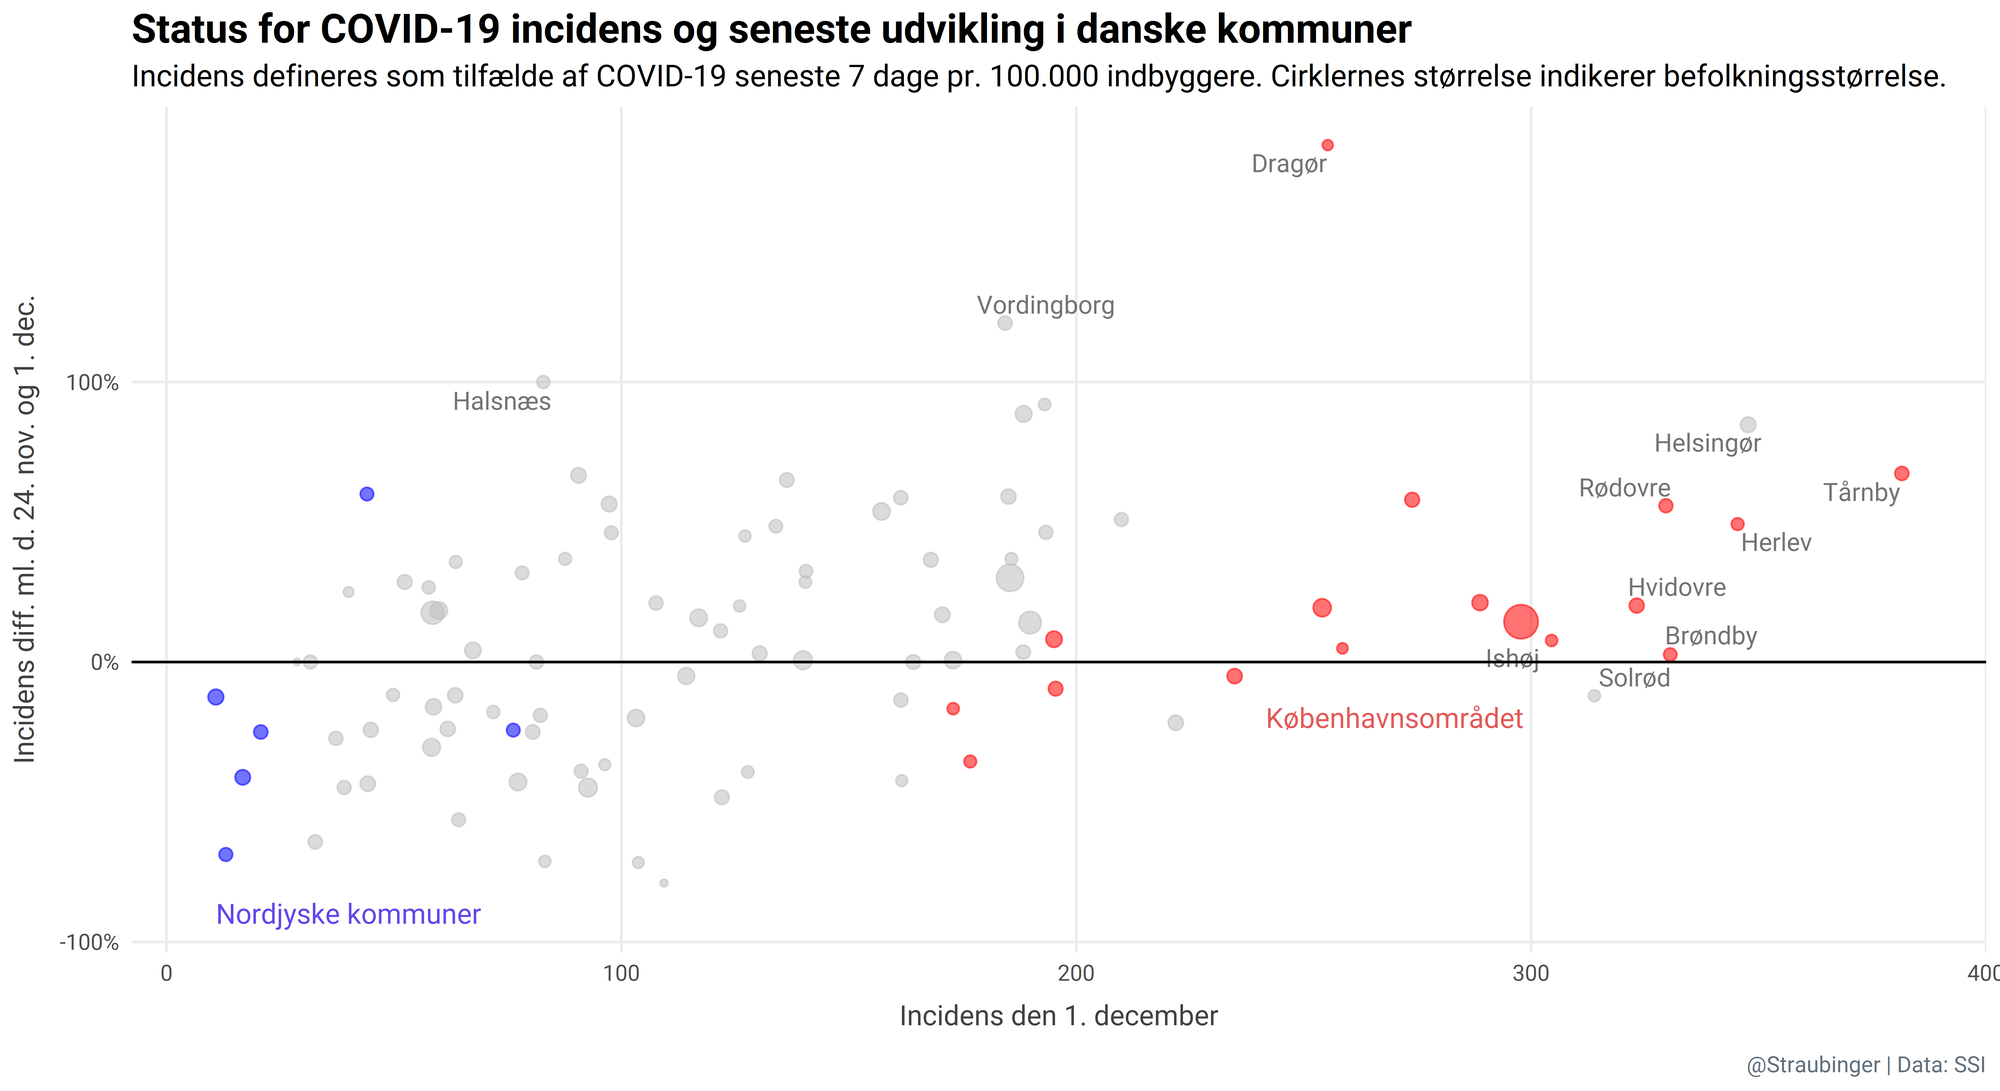 Status for COVID-19 incidens og seneste udvikling i danske kommuner
Incidens defineres som tilfælde af COVID-19 seneste 7 dage pr. 100.000 indbyggere. Cirklernes størrelse indikerer befolkningsstørrelse.
Incidens diff. ml. d. 24. nov. og 1. dec.
100%
0%
-100%
Dragør
Vordingborg
Halsnæs
Helsingør
Rødovre
Tårnby
Herlev
Hvidovre
Brøndby
Ishøj
Solrød
Københavnsområdet
Nordjyske kommuner
0
100
200
300
400
Incidens den 1. december
@Straubinger | Data: SSI